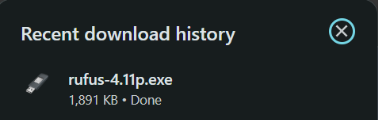 Recent download history
rufus-4.11p.exe
1,891 KB • Done